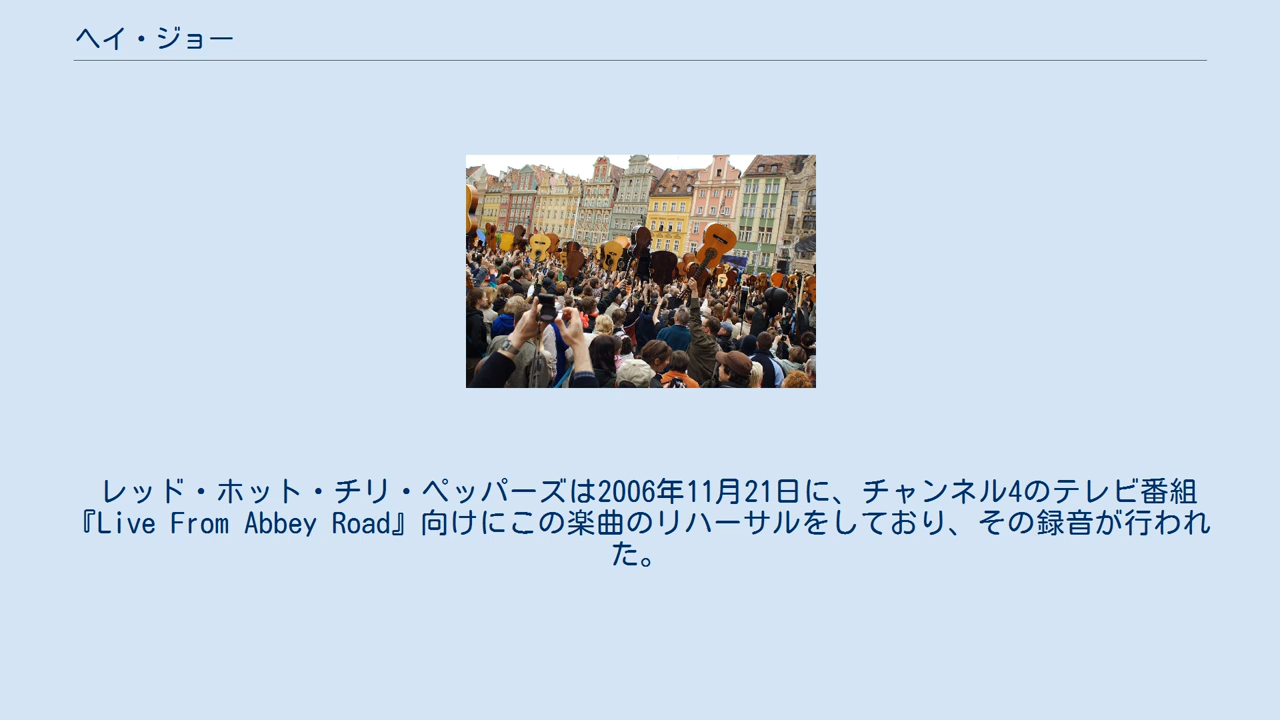 ヘイ・ジョー
レッド・ホット・チリ・ペッパーズは2006年11月21日に、チャンネル4のテレビ番組
『Live From Abbey Road』向けにこの楽曲のリハーサルをしており、その録音が行われ
た。